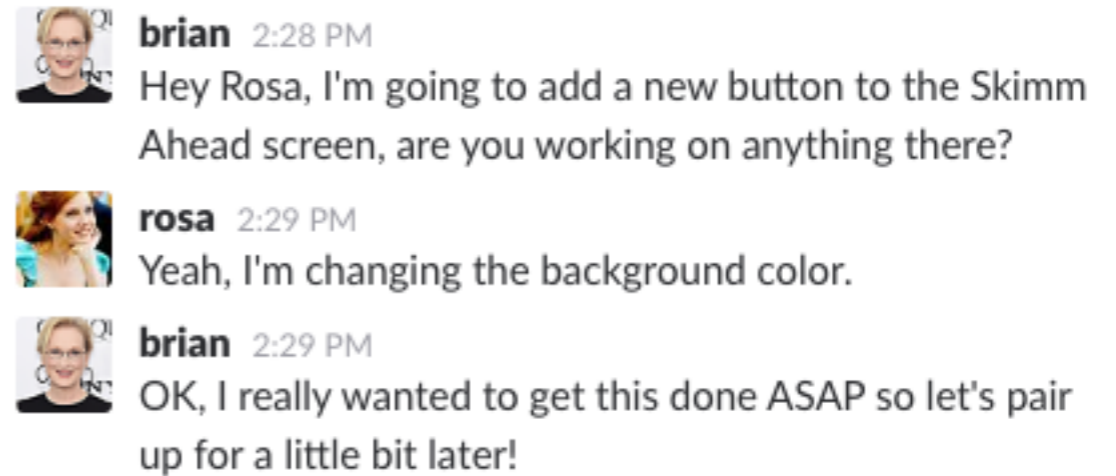 brian 2:28 PM
Hey Rosa, I'm going to add a new button to the Skimm
Ahead screen, are you working on anything there?
rosa 2:29 PM
Yeah, I'm changing the background color.
brian 2:29 PM
OK, I really wanted to get this done ASAP so let's pair
up for a little bit later!